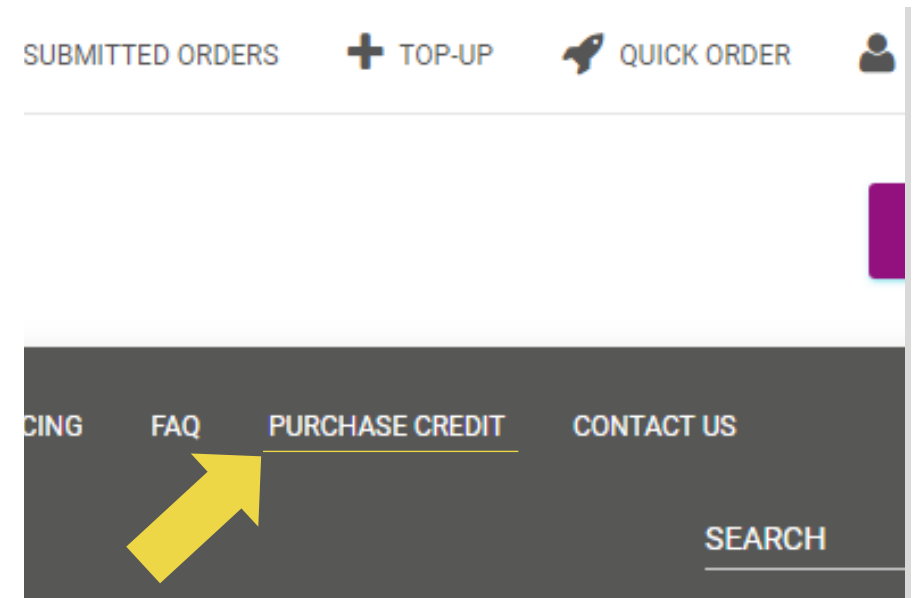 SUBMITTED ORDERS TOP-UP QUICK ORDER
CING FAQ PURCHASE CREDIT CONTACT US
SEARCH